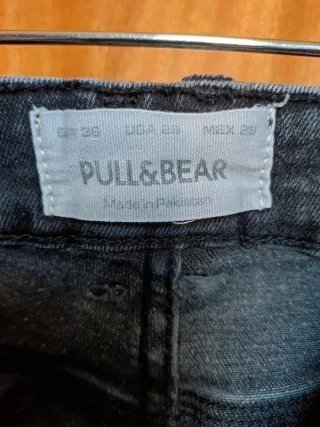 EUR 36 USA 28 MEX 28
PULL&BEAR
Made in Pakistan